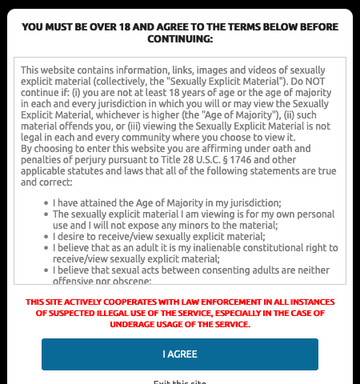 YOU MUST BE OVER 18 AND AGREE TO THE TERMS BELOW BEFORE
CONTINUING:
This website contains information, links, images and videos of sexually
explicit material (collectively, the "Sexually Explicit Material"). Do NOT
continue if: (i) you are not at least 18 years of age or the age of majority
in each and every jurisdiction in which you will or may view the Sexually
Explicit Material, whichever is higher (the "Age of Majority"), (ii) such
material offends you, or (iii) viewing the Sexually Explicit Material is not
legal in each and every community where you choose to view it.
By choosing to enter this website you are affirming under oath and
penalties of perjury pursuant to Title 28 U.S.C. § 1746 and other
applicable statutes and laws that all of the following statements are true
and correct:
• I have attained the Age of Majority in my jurisdiction;
• The sexually explicit material I am viewing is for my own personal
use and I will not expose any minors to the material;
• I desire to receive/view sexually explicit material;
• I believe that as an adult it is my inalienable constitutional right to
receive/view sexually explicit material;
• I believe that sexual acts between consenting adults are neither
offensive nor obscene;
THIS SITE ACTIVELY COOPERATES WITH LAW ENFORCEMENT IN ALL INSTANCES
OF SUSPECTED ILLEGAL USE OF THE SERVICE, ESPECIALLY IN THE CASE OF
UNDERAGE USAGE OF THE SERVICE.
I AGREE
Exit this site